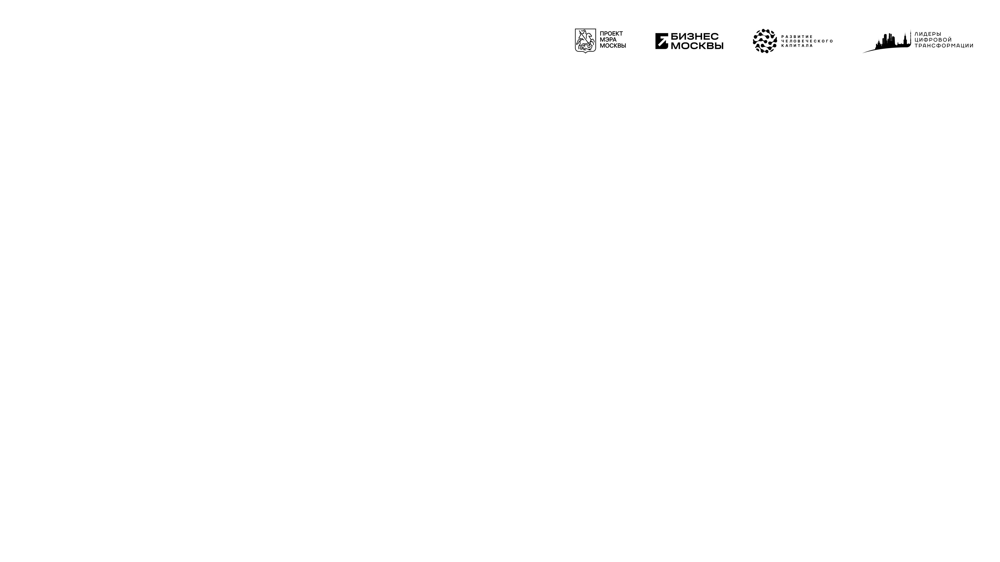 ПРОЕКТ
МЭРА
МОСКВЫ
БИЗНЕС
МОСКВЫ
РАЗВИТИЕ
ЧЕЛОВЕЧЕСКОГО
КАПИТАЛА
ЛИДЕРЫ
ЦИФРОВОЙ
ТРАНСФОРМАЦИИ